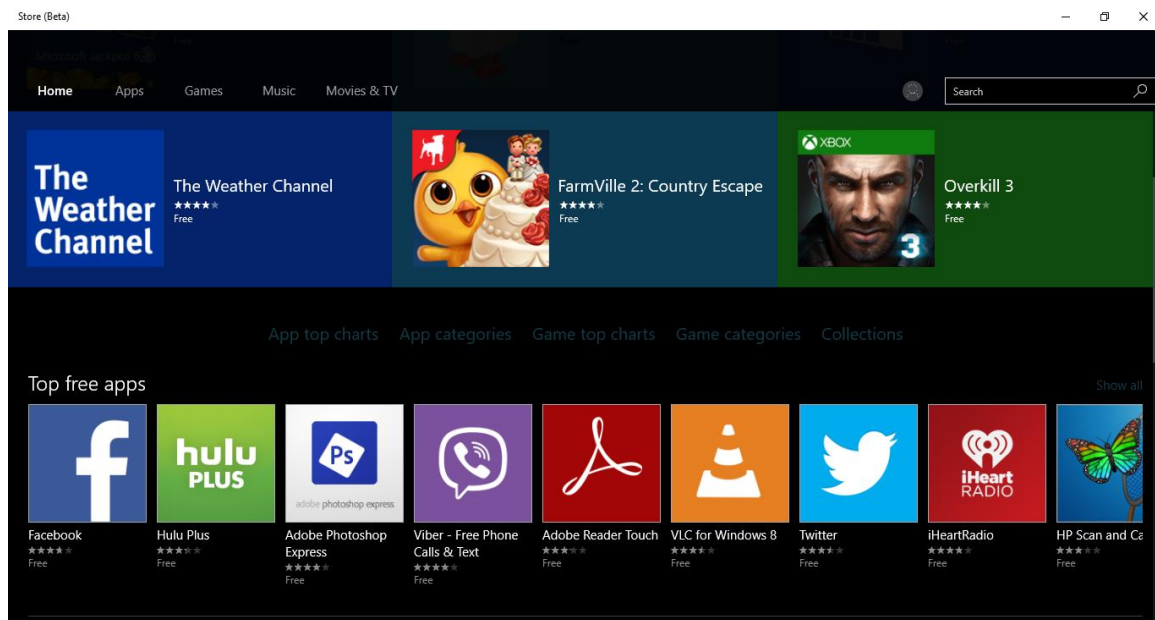 Store (Beta)
Microsoft Jackpot
Free
Home Apps Games Music Movies & TV Search
The
Weather
Channel
The Weather Channel
Free
FarmVille 2: Country Escape
Free
XBOX
3
Overkill 3
Free
App top charts App categories Game top charts Game categories Collections
Top free apps Show all
hulu
PLUS
Ps
adobe photoshop express
iHeart
RADIO
Facebook
Free
Hulu Plus
Free
Adobe Photoshop
Express
Free
Viber - Free Phone
Calls & Text
Free
Adobe Reader Touch
Free
VLC for Windows 8
Free
Twitter
Free
iHeartRadio
Free
HP Scan and Ca
Free